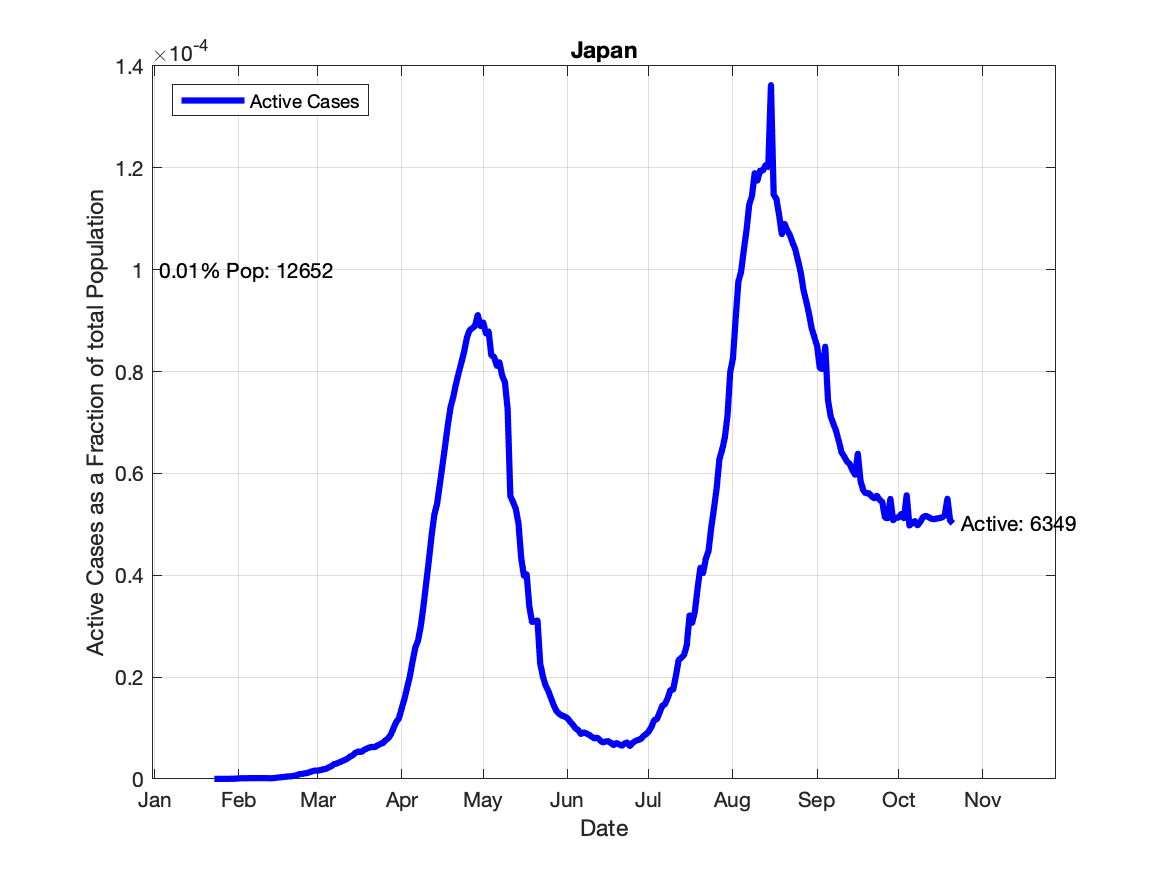 Japan
×10-4
Active Cases
1.4
1.2
1
0.8
0.6
0.4
0.2
0
0.01% Pop: 12652
Active: 6349
Active Cases as a Fraction of total Population
Jan Feb Mar Apr May Jun Jul Aug Sep Oct Nov
Date